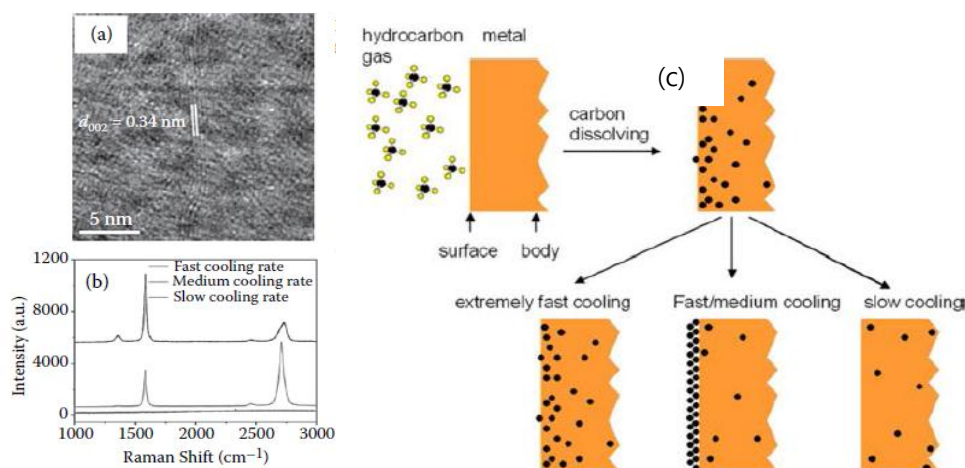 (a)
d002 = 0.34 nm
5 nm
(b)
1200
8000
4000
0
Intensity (a.u.)
Fast cooling rate
Medium cooling rate
Slow cooling rate
1000
1500
2000
2500
3000
Raman Shift (cm−1)
hydrocarbon
gas
metal
surface
body
carbon
dissolving
(c)
extremely fast cooling
Fast/medium cooling
slow cooling